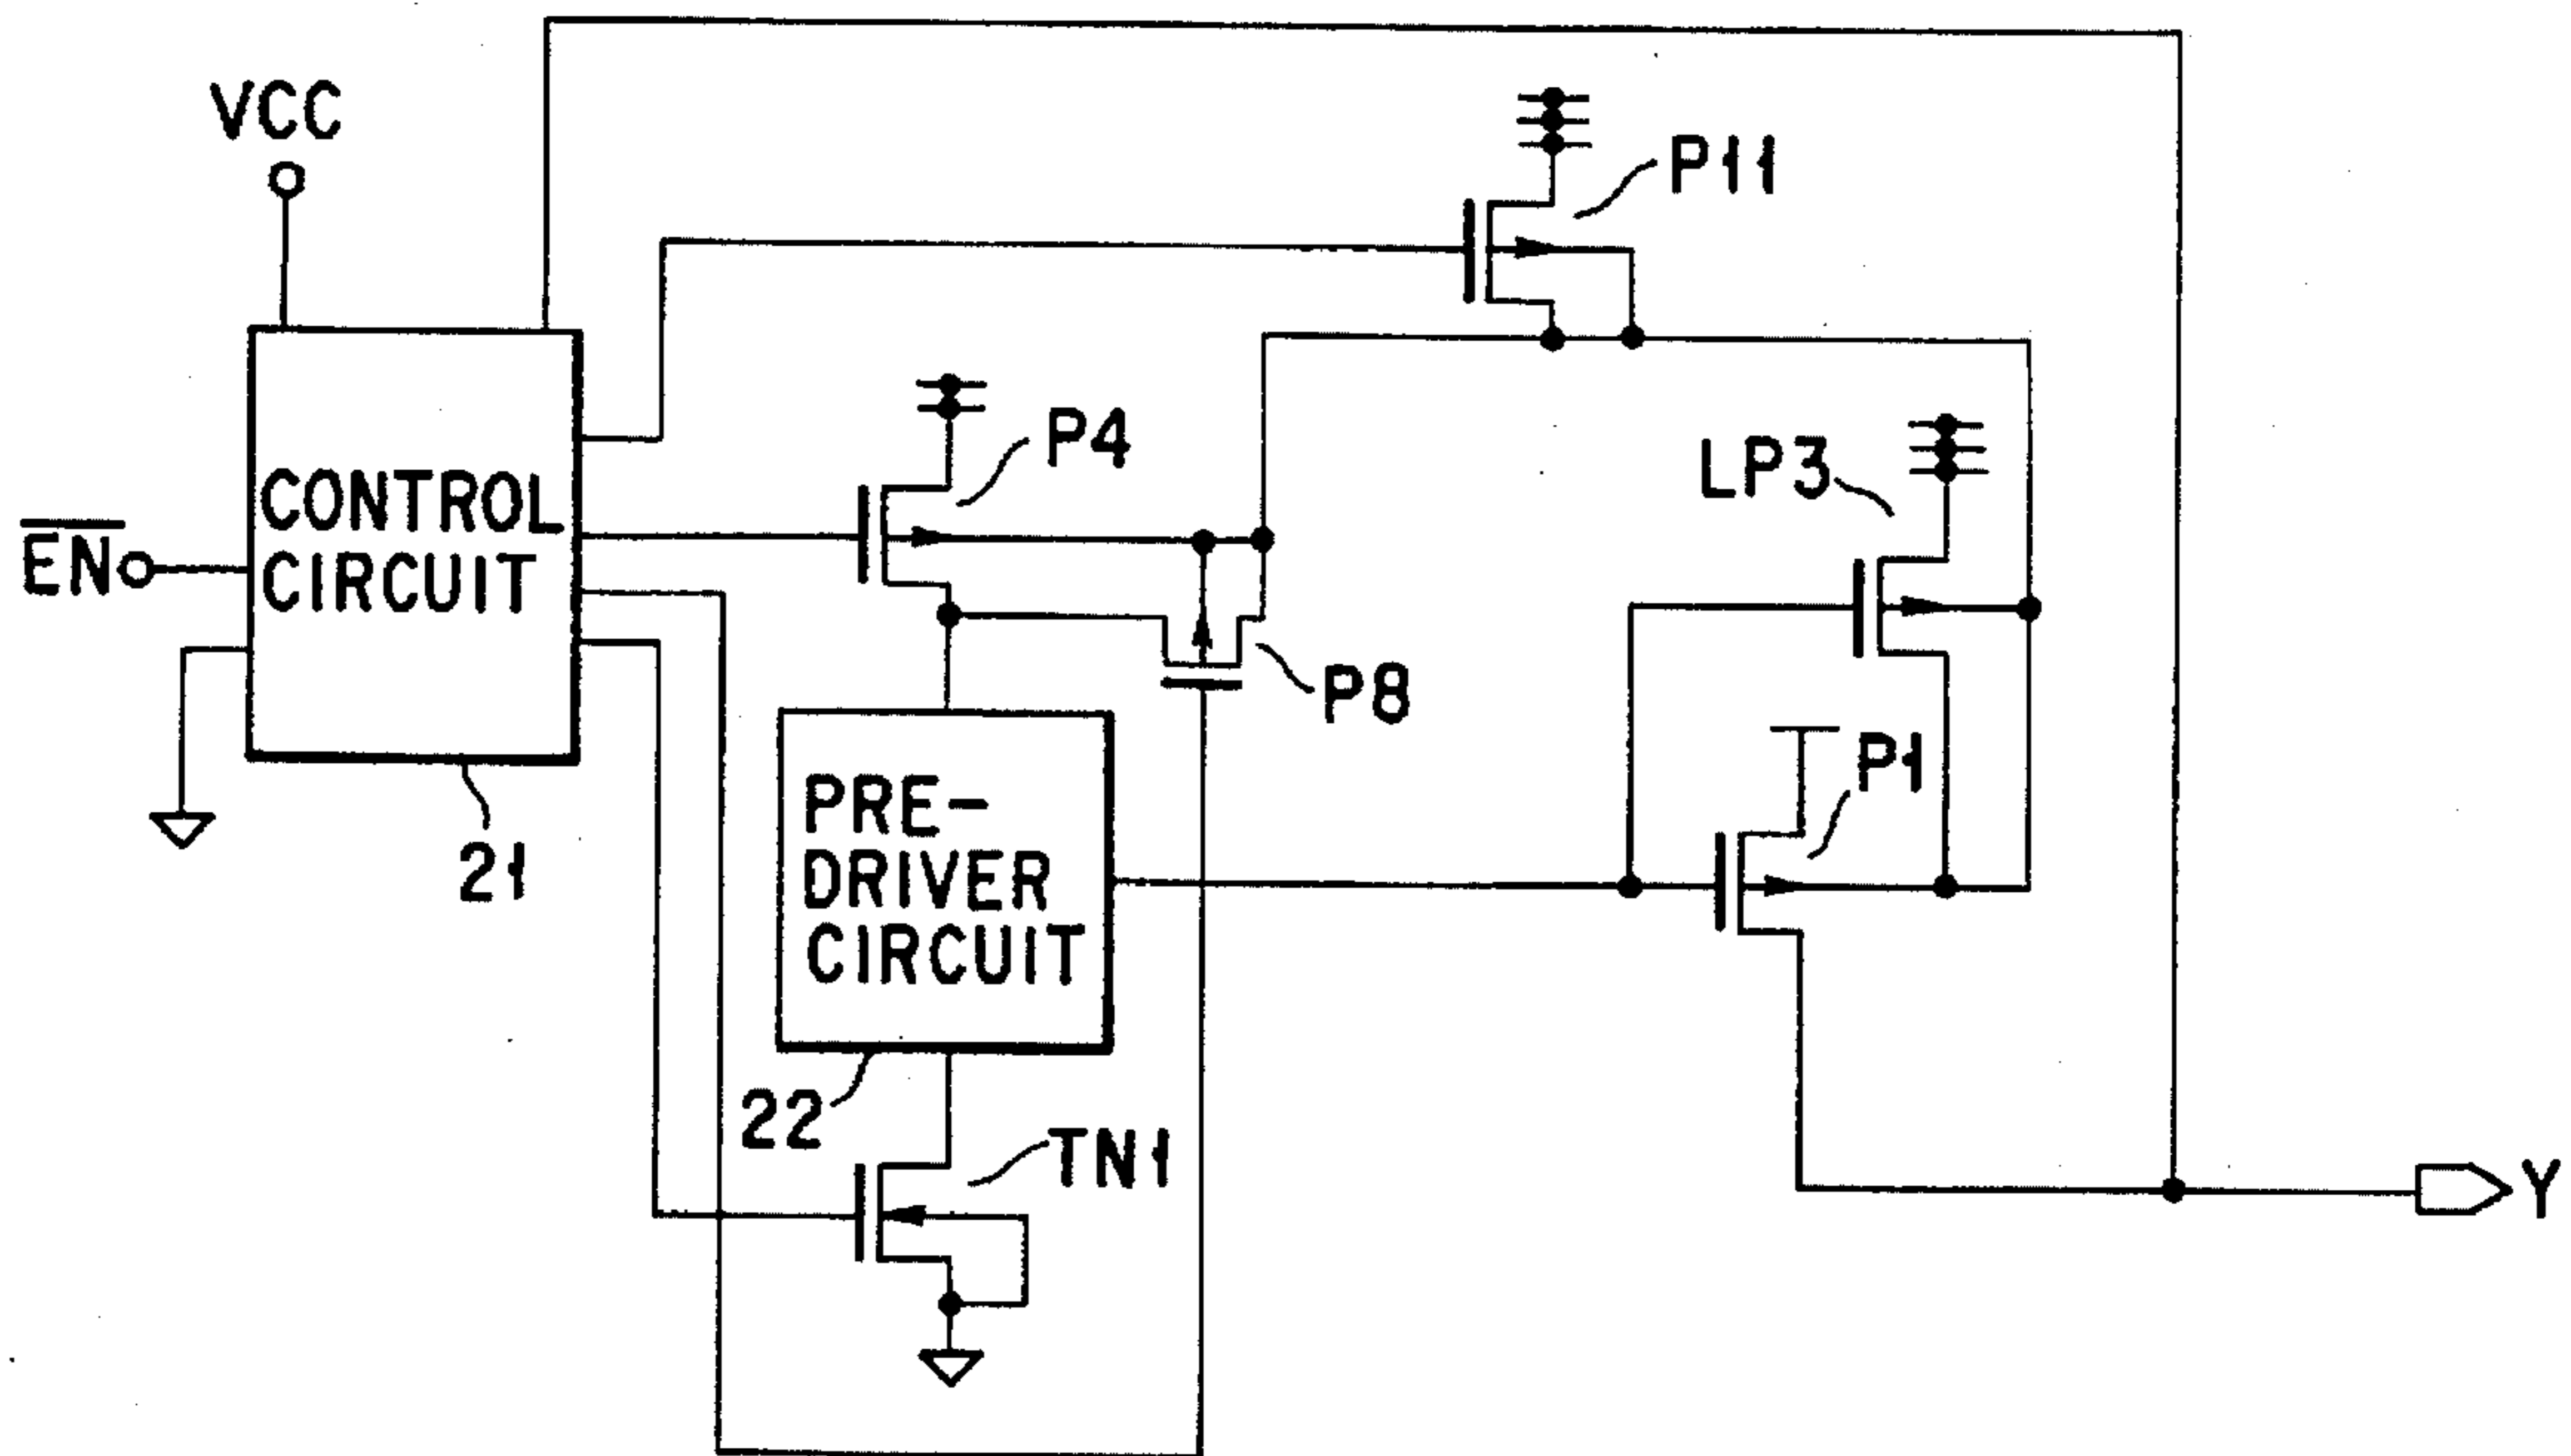 VCC
P11
P4
LP3
CONTROL
CIRCUIT
EN
P8
P1
21
PRE-
DRIVER
CIRCUIT
22
TN1
Y